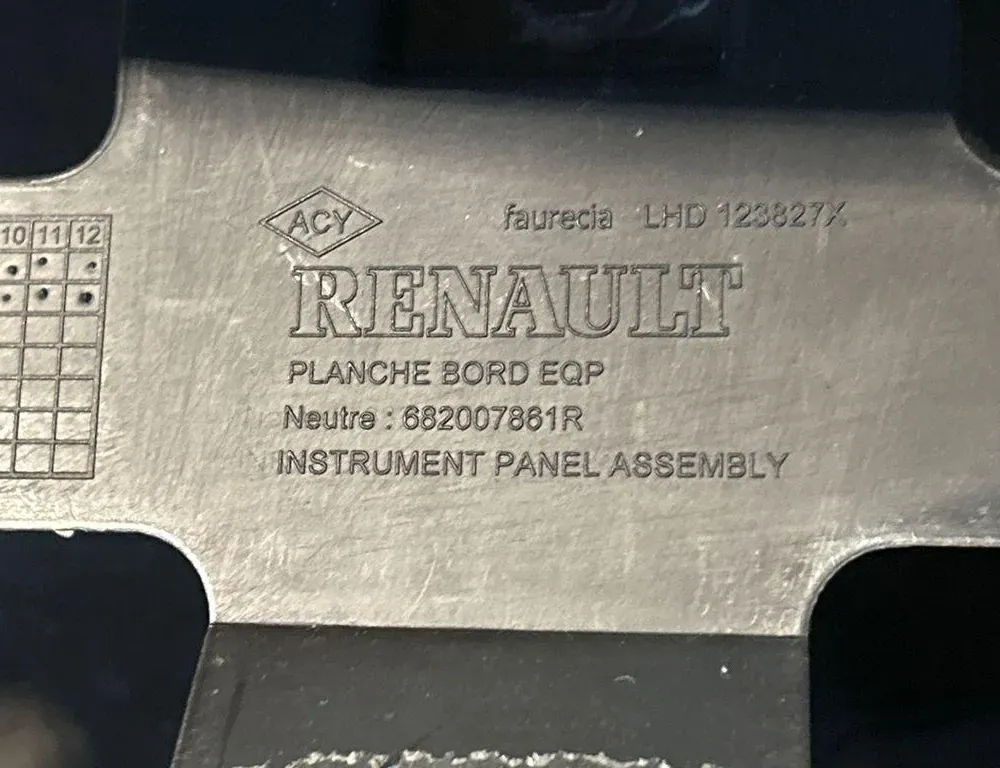 ACY faurecia LHD 123827X
RENAULT
PLANCHE BORD EQP
Neutre : 682007861R
INSTRUMENT PANEL ASSEMBLY
10 11 12